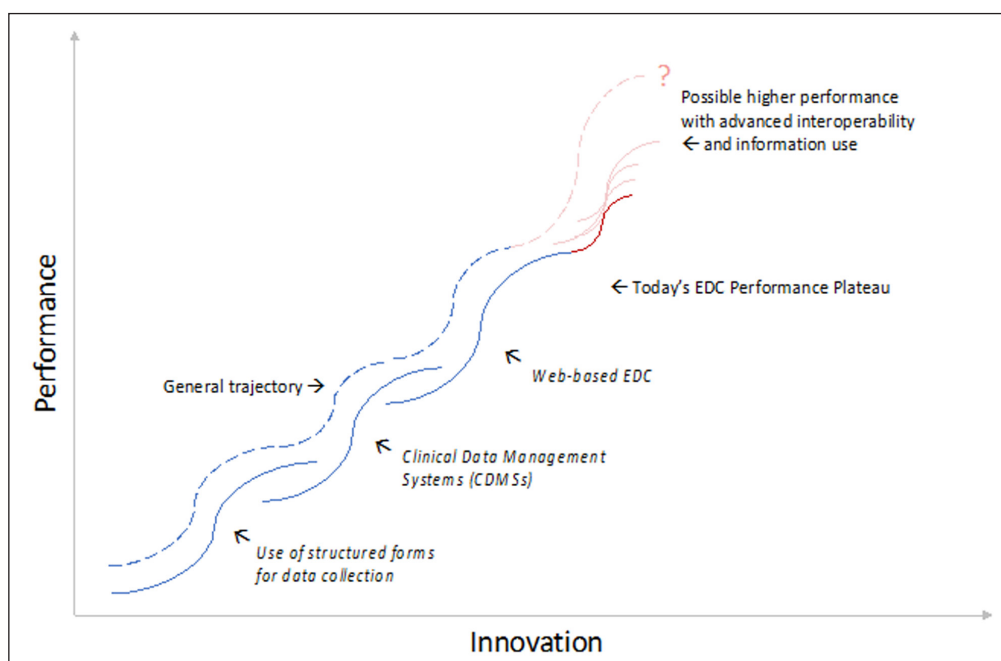 ?
Possible higher performance
with advanced interoperability
← and information use
← Today's EDC Performance Plateau
Web-based EDC
General trajectory →
Clinical Data Management
Systems (CDMSs)
Use of structured forms
for data collection
Performance
Innovation